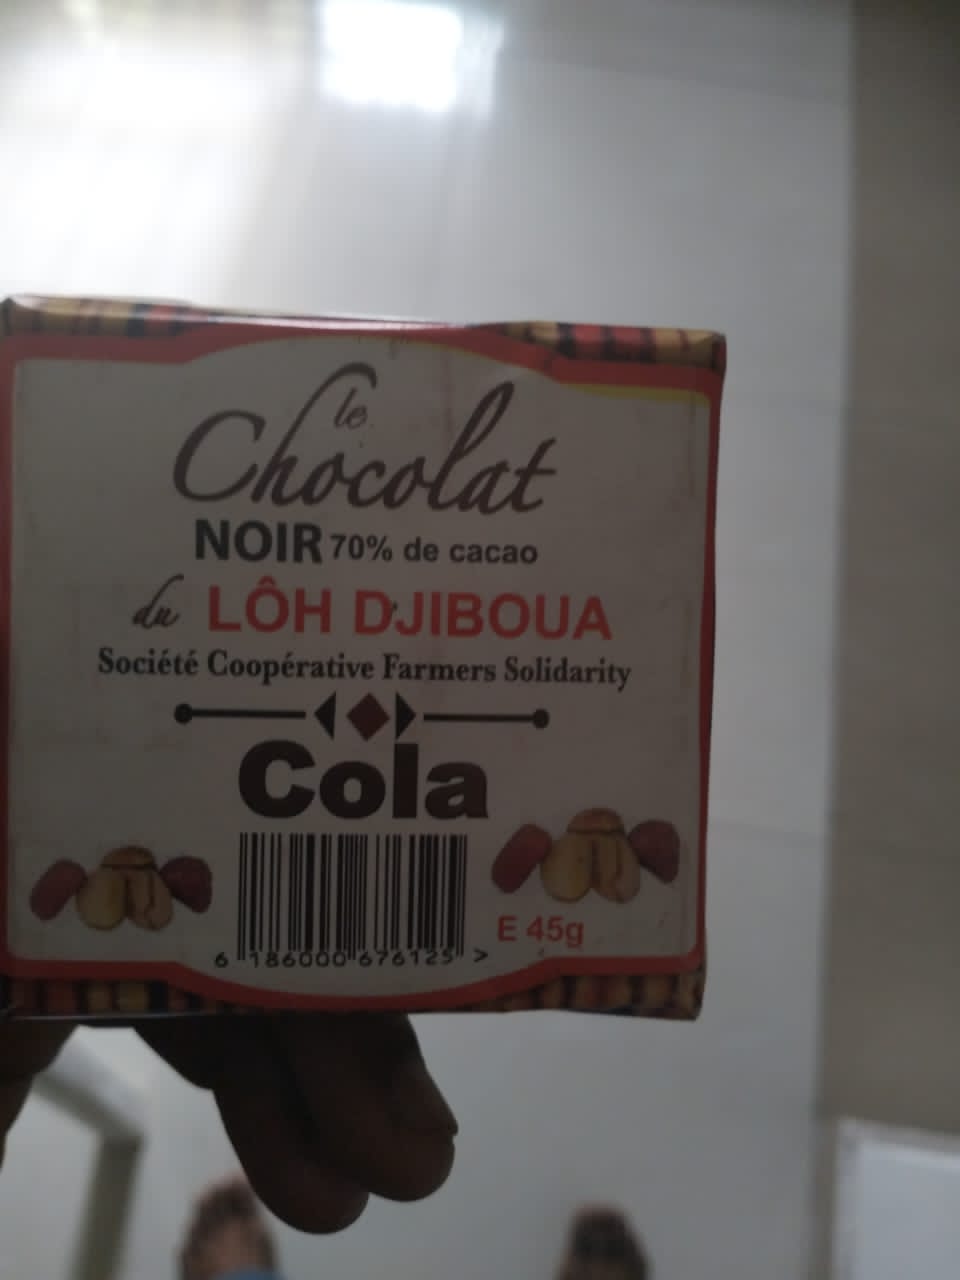 le
Chocolat
NOIR 70% de cacao
du LÔH DJIBOUA
Société Coopérative Farmers Solidarity
Cola
E 45g
6 186000 676125 >